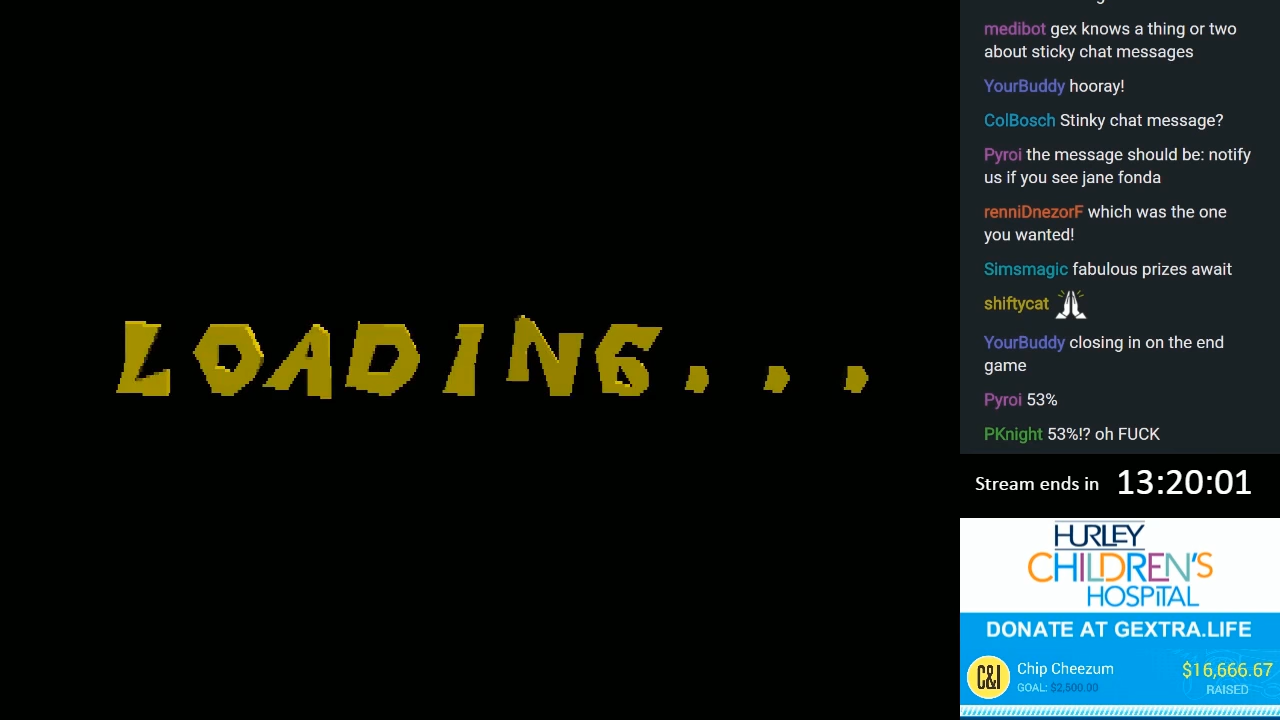 medibot gex knows a thing or two
about sticky chat messages
YourBuddy hooray!
ColBosch Stinky chat message?
Pyroi the message should be: notify
us if you see jane fonda
renniDnezorF which was the one
you wanted!
Simsmagic fabulous prizes await
shiftycat
YourBuddy closing in on the end
game
Pyroi 53%
PKnight 53%!? oh FUCK
LOADING...
Stream ends in 13:20:01
HURLEY
CHILDREN'S
HOSPITAL
DONATE AT GEXTRA.LIFE
C&I
Chip Cheezum
$16,666.67
GOAL: $2,500.00
RAISED